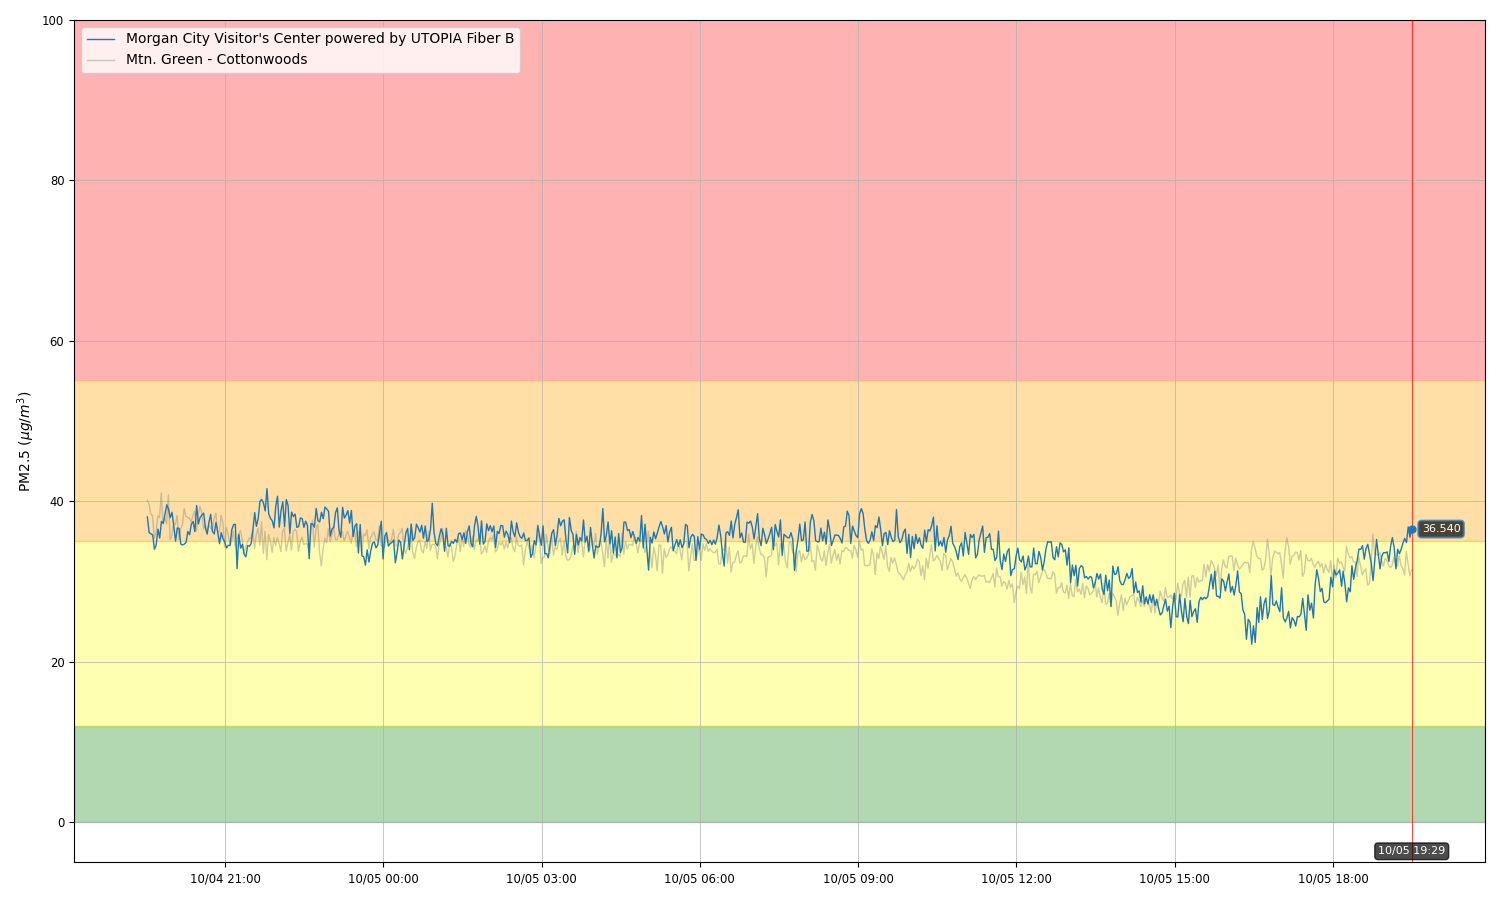 100
Morgan City Visitor's Center powered by UTOPIA Fiber B
Mtn. Green - Cottonwoods
80
60
PM2.5 (μg/m³)
40
36.540
20
0
10/05 19:29
10/04 21:00 10/05 00:00 10/05 03:00 10/05 06:00 10/05 09:00 10/05 12:00 10/05 15:00 10/05 18:00